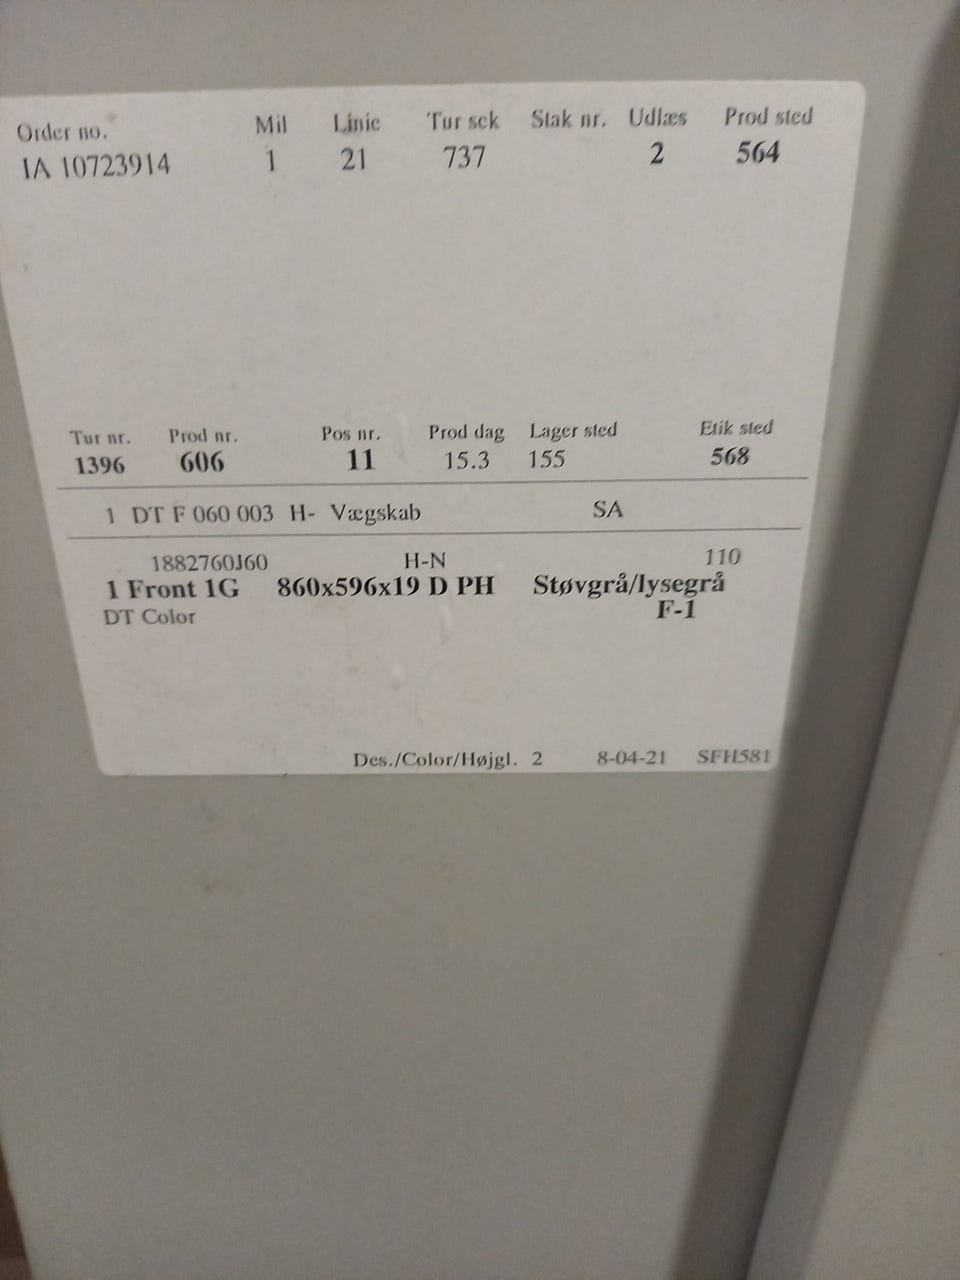 Order no. Mil Linie Tur sek Stak nr. Udlæs Prod sted
IA 10723914 1 21 737 2 564
Tur nr. Prod nr. Pos nr. Prod dag Lager sted Etik sted
1396 606 11 15.3 155 568
1 DT F 060 003 H- Vægskab SA
1882760J60 H-N 110
1 Front 1G 860x596x19 D PH Støvgrå/lysegrå
DT Color F-1
Des./Color/Højgl. 2 8-04-21 SFH581